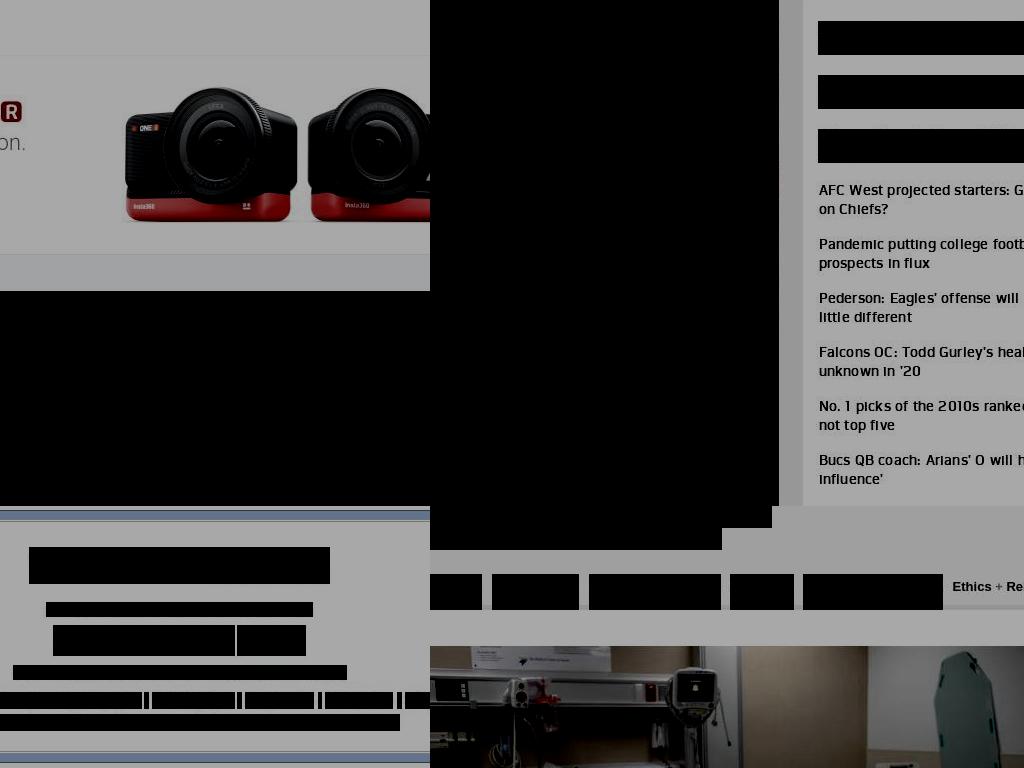 R
on.
ONE
Insta360
Insta360
AFC West projected starters: G
on Chiefs?
Pandemic putting college footb
prospects in flux
Pederson: Eagles' offense will
little different
Falcons OC: Todd Gurley's heal
unknown in '20
No. 1 picks of the 2010s ranked
not top five
Bucs QB coach: Arians' O will h
influence'
Ethics + Re